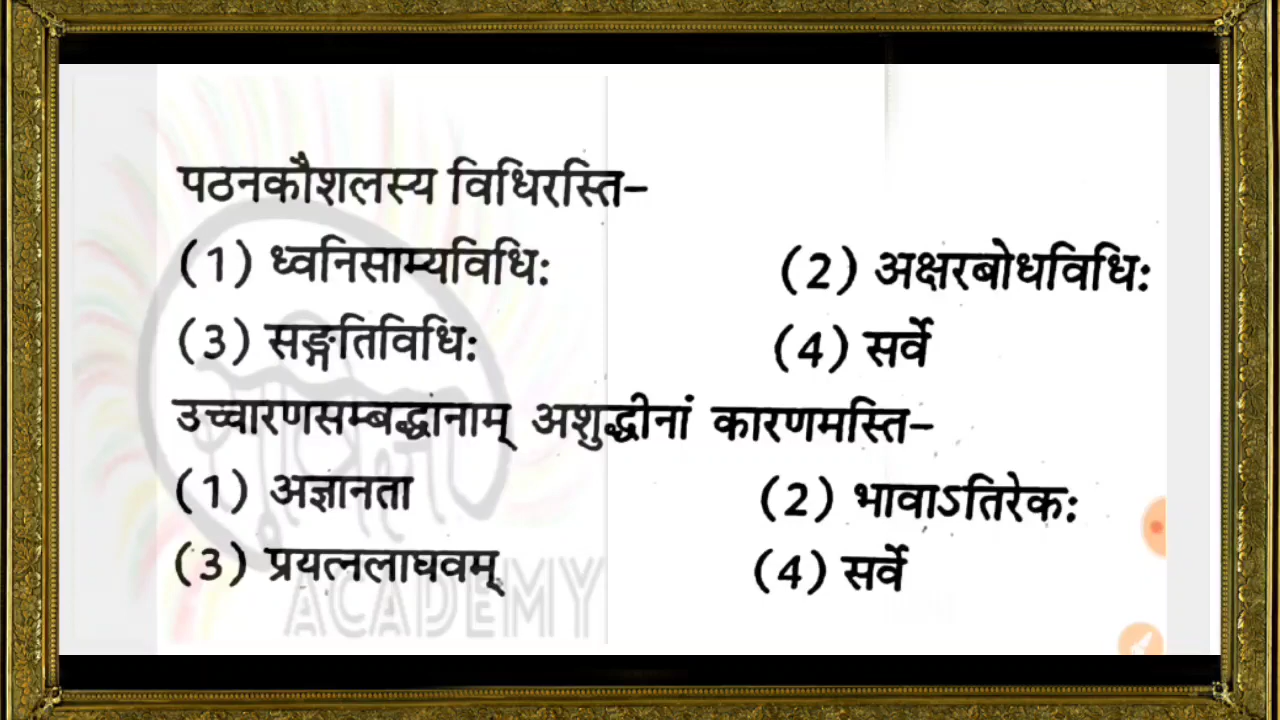 पठनकौशलस्य विधिरस्ति–
(1) ध्वनिसाम्यविधि: (2) अक्षरबोधविधि:
(3) सङ्गतिविधि: (4) सर्वे
उच्चारणसम्बद्धानाम् अशुद्धीनां कारणमस्ति–
(1) अज्ञानता (2) भावाऽतिरेक:
(3) प्रयत्नलाघवम् (4) सर्वे
ACADEMY